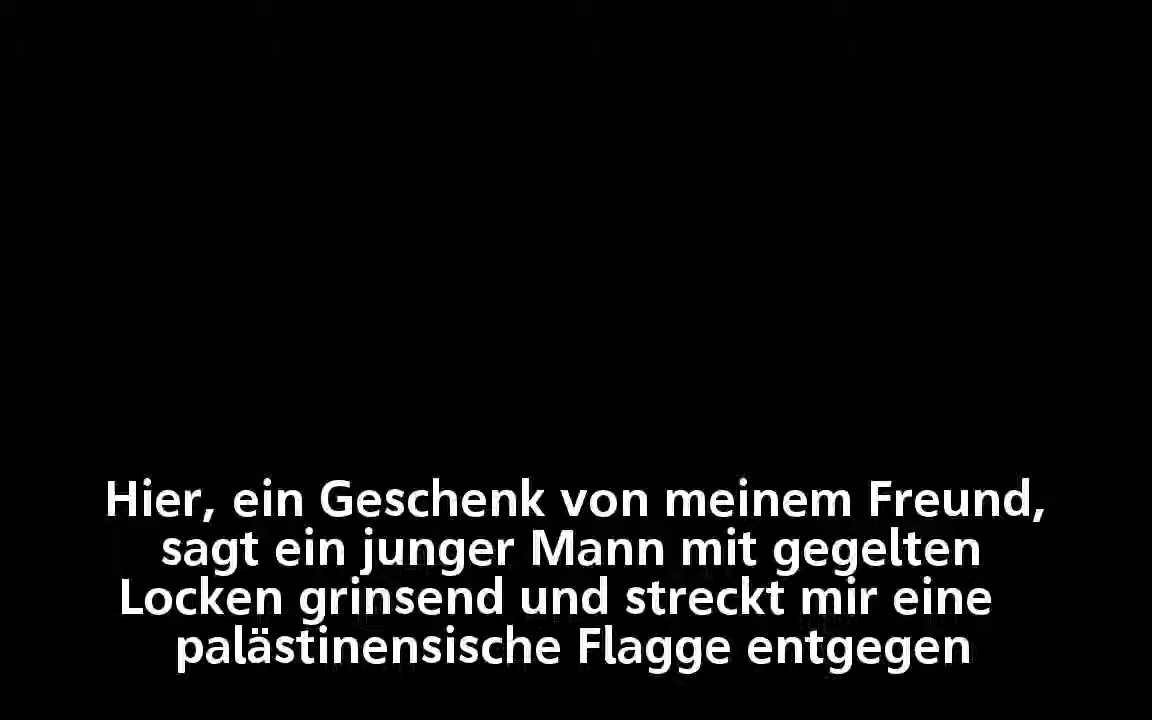 Hier, ein Geschenk von meinem Freund,
sagt ein junger Mann mit gegelten
Locken grinsend und streckt mir eine
palästinensische Flagge entgegen